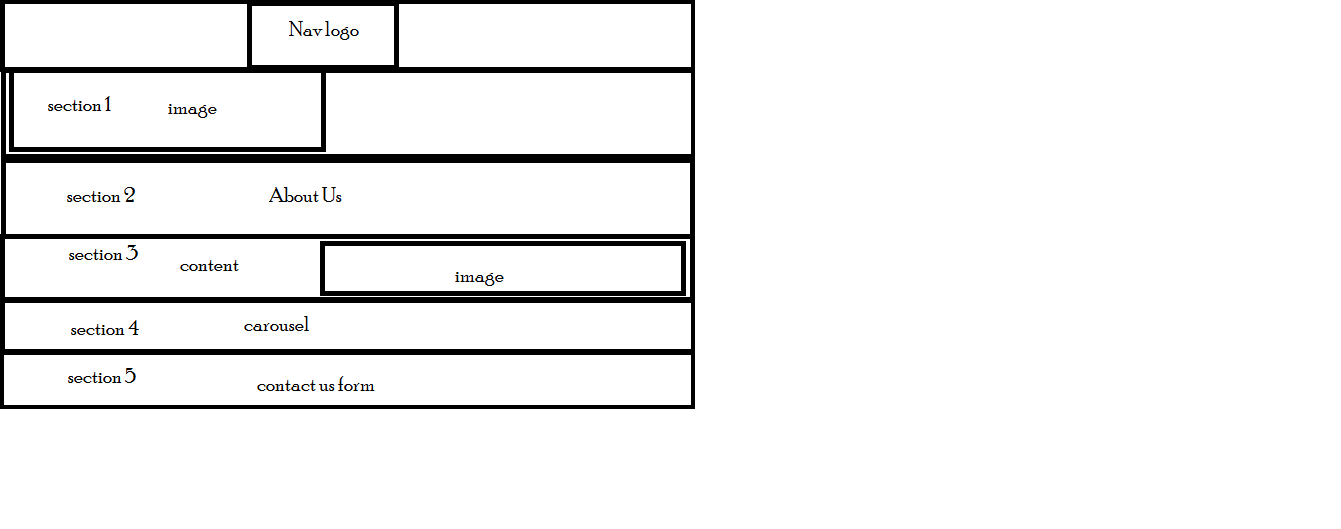 Nav logo
section 1
image
section 2
About Us
section 3
content
image
section 4
carousel
section 5
contact us form